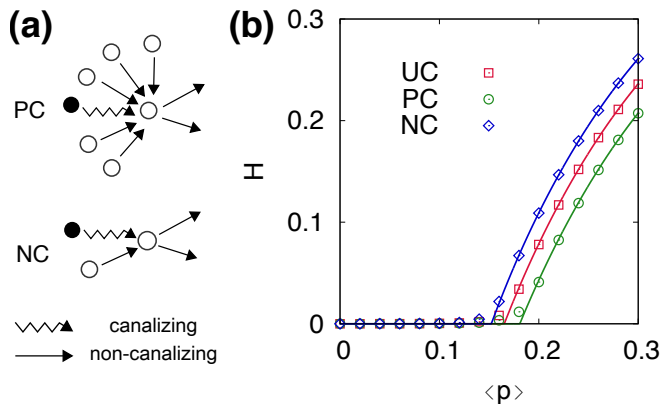 (a)
PC
NC
canalizing
non-canalizing
(b)
UC
PC
NC
H
0.3
0.2
0.1
0
0 0.1 0.2 0.3
⟨p⟩